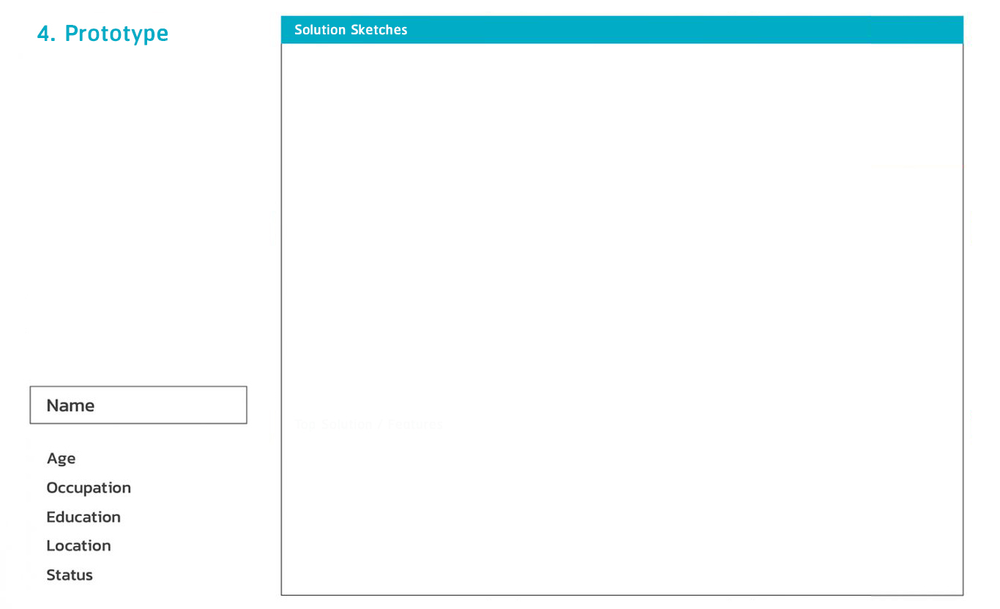 4. Prototype
Solution Sketches
Name
Age
Occupation
Education
Location
Status